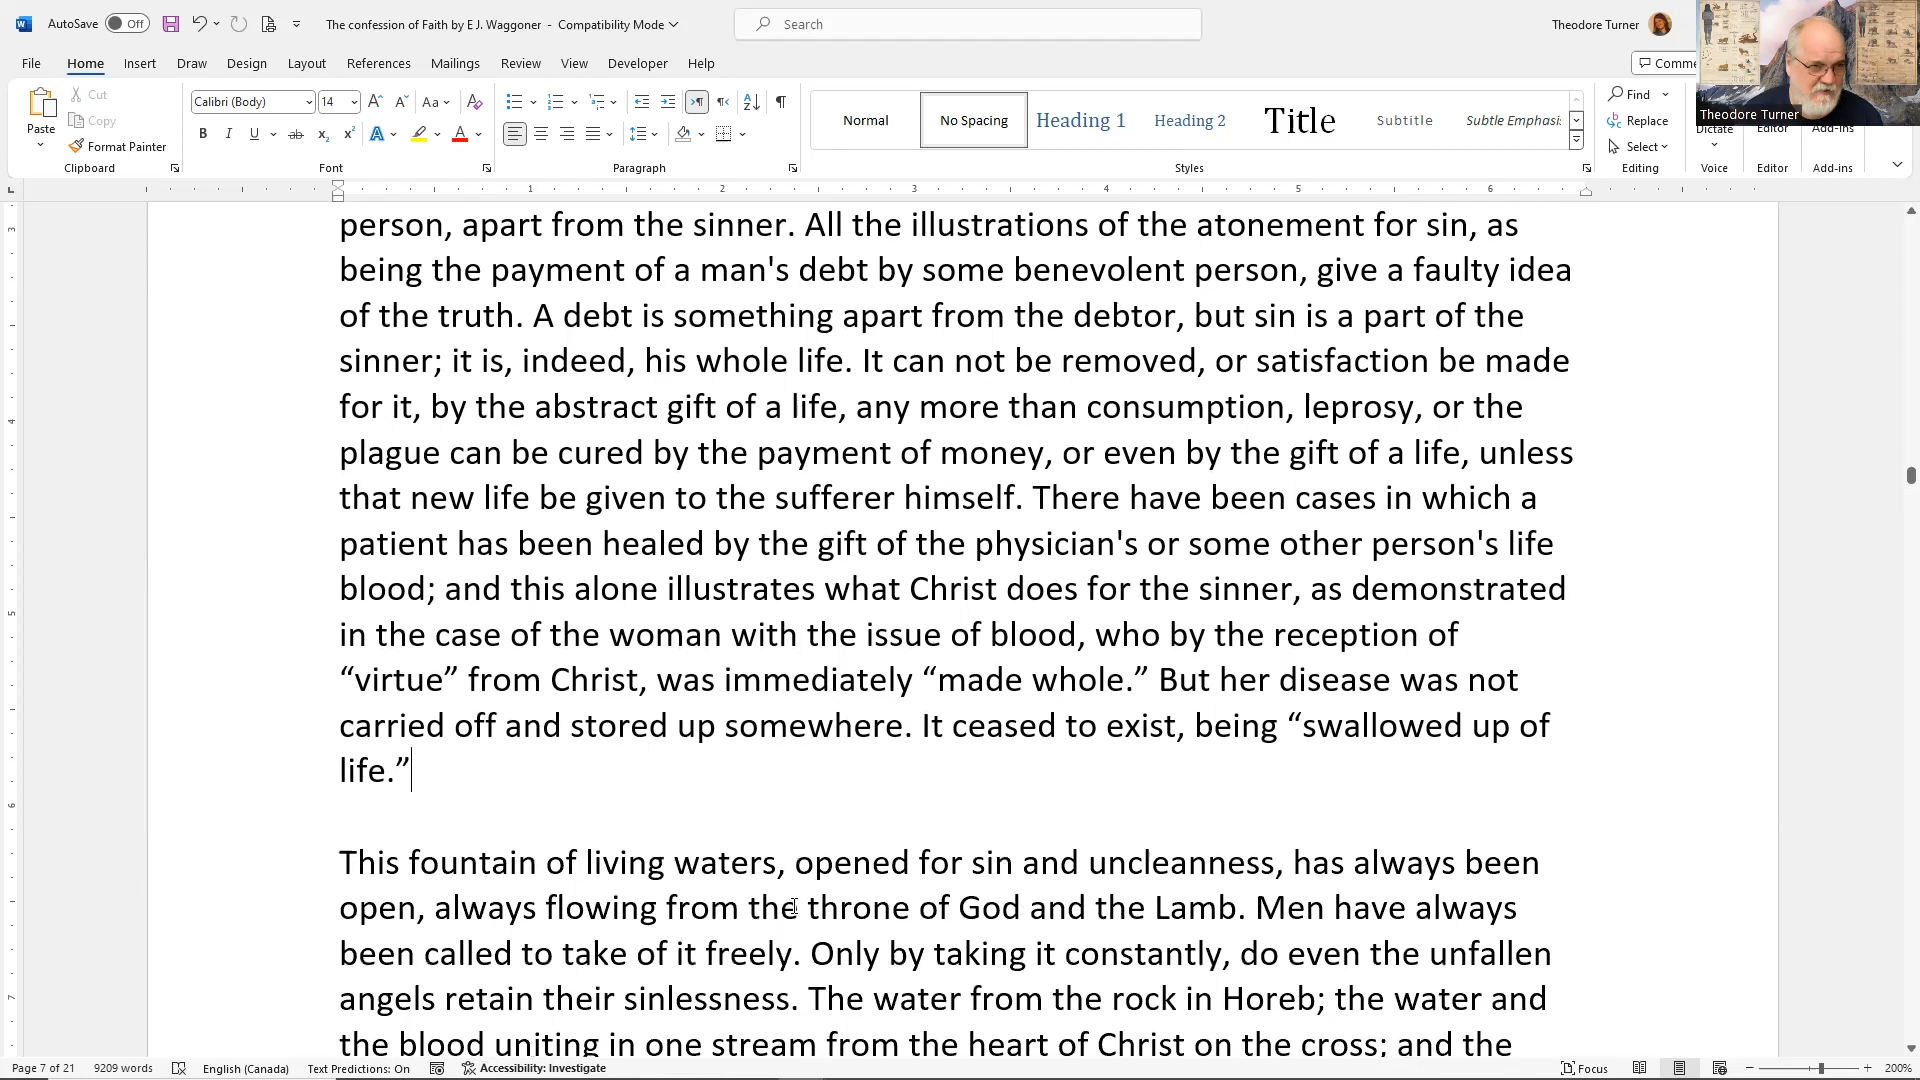 AutoSave Off
The confession of Faith by E J. Waggoner - Compatibility Mode
Search
Theodore Turner
File Home Insert Draw Design Layout References Mailings Review View Developer Help
Comme
Theodore Turner
Paste
Cut
Copy
Format Painter
Clipboard
Calibri (Body) 14
Font
Paragraph
Normal
No Spacing
Heading 1
Heading 2
Title
Subtitle
Subtle Emphasis
Styles
Find
Replace
Select
Editing
Dictate
Voice
Editor
Editor
Add-ins
Add-ins
1 2 3 4 5 6
person, apart from the sinner. All the illustrations of the atonement for sin, as
being the payment of a man's debt by some benevolent person, give a faulty idea
of the truth. A debt is something apart from the debtor, but sin is a part of the
sinner; it is, indeed, his whole life. It can not be removed, or satisfaction be made
for it, by the abstract gift of a life, any more than consumption, leprosy, or the
plague can be cured by the payment of money, or even by the gift of a life, unless
that new life be given to the sufferer himself. There have been cases in which a
patient has been healed by the gift of the physician's or some other person's life
blood; and this alone illustrates what Christ does for the sinner, as demonstrated
in the case of the woman with the issue of blood, who by the reception of
“virtue” from Christ, was immediately “made whole.” But her disease was not
carried off and stored up somewhere. It ceased to exist, being “swallowed up of
life.”
This fountain of living waters, opened for sin and uncleanness, has always been
open, always flowing from the throne of God and the Lamb. Men have always
been called to take of it freely. Only by taking it constantly, do even the unfallen
angels retain their sinlessness. The water from the rock in Horeb; the water and
the blood uniting in one stream from the heart of Christ on the cross; and the
Page 7 of 21 9209 words English (Canada) Text Predictions: On Accessibility: Investigate
Focus 200%